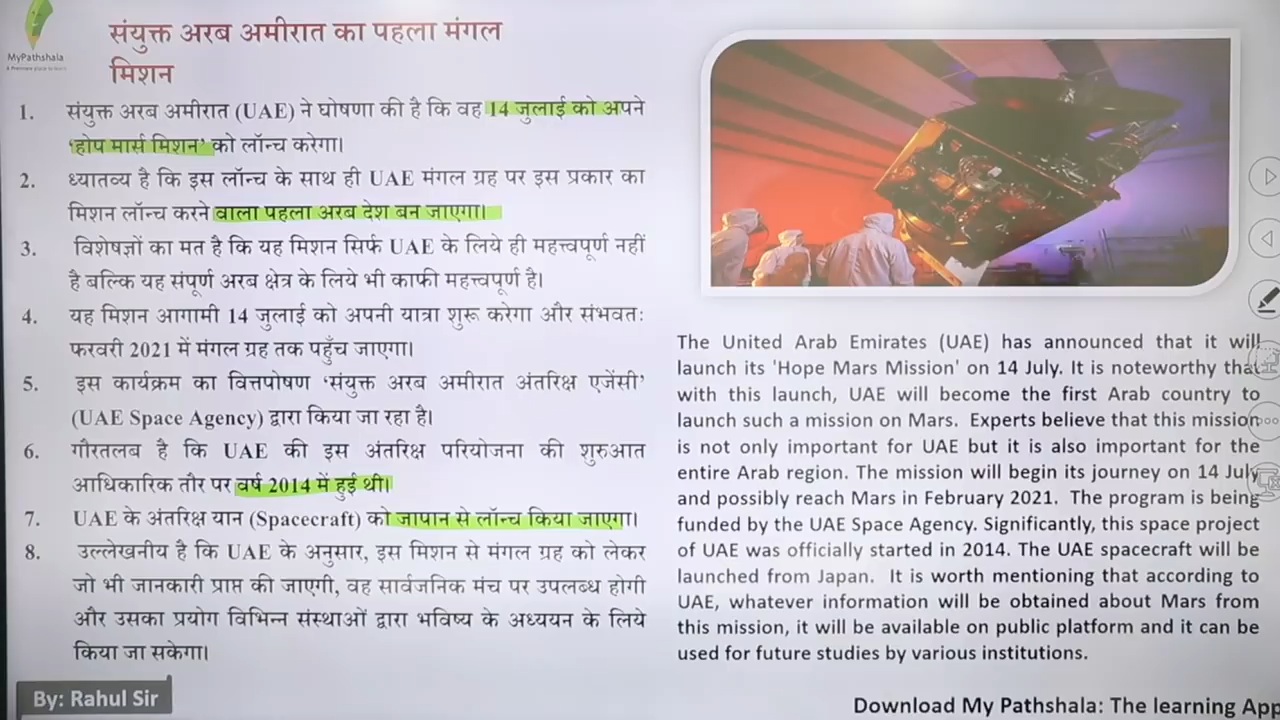 MyPathshala
संयुक्त अरब अमीरात का पहला मंगल
मिशन
1. संयुक्त अरब अमीरात (UAE) ने घोषणा की है कि वह 14 जुलाई को अपने
‘होप मार्स मिशन’ को लॉन्च करेगा।
2. ध्यातव्य है कि इस लॉन्च के साथ ही UAE मंगल ग्रह पर इस प्रकार का
मिशन लॉन्च करने वाला पहला अरब देश बन जाएगा।
3. विशेषज्ञों का मत है कि यह मिशन सिर्फ UAE के लिये ही महत्त्वपूर्ण नहीं
है बल्कि यह संपूर्ण अरब क्षेत्र के लिये भी काफी महत्त्वपूर्ण है।
4. यह मिशन आगामी 14 जुलाई को अपनी यात्रा शुरू करेगा और संभवतः
फरवरी 2021 में मंगल ग्रह तक पहुँच जाएगा।
5. इस कार्यक्रम का वित्तपोषण ‘संयुक्त अरब अमीरात अंतरिक्ष एजेंसी’
(UAE Space Agency) द्वारा किया जा रहा है।
6. गौरतलब है कि UAE की इस अंतरिक्ष परियोजना की शुरुआत
आधिकारिक तौर पर वर्ष 2014 में हुई थी।
7. UAE के अंतरिक्ष यान (Spacecraft) को जापान से लॉन्च किया जाएगा।
8. उल्लेखनीय है कि UAE के अनुसार, इस मिशन से मंगल ग्रह को लेकर
जो भी जानकारी प्राप्त की जाएगी, वह सार्वजनिक मंच पर उपलब्ध होगी
और उसका प्रयोग विभिन्न संस्थाओं द्वारा भविष्य के अध्ययन के लिये
किया जा सकेगा।
The United Arab Emirates (UAE) has announced that it will
launch its 'Hope Mars Mission' on 14 July. It is noteworthy that
with this launch, UAE will become the first Arab country to
launch such a mission on Mars. Experts believe that this mission
is not only important for UAE but it is also important for the
entire Arab region. The mission will begin its journey on 14 July
and possibly reach Mars in February 2021. The program is being
funded by the UAE Space Agency. Significantly, this space project
of UAE was officially started in 2014. The UAE spacecraft will be
launched from Japan. It is worth mentioning that according to
UAE, whatever information will be obtained about Mars from
this mission, it will be available on public platform and it can be
used for future studies by various institutions.
By: Rahul Sir
Download My Pathshala: The learning App